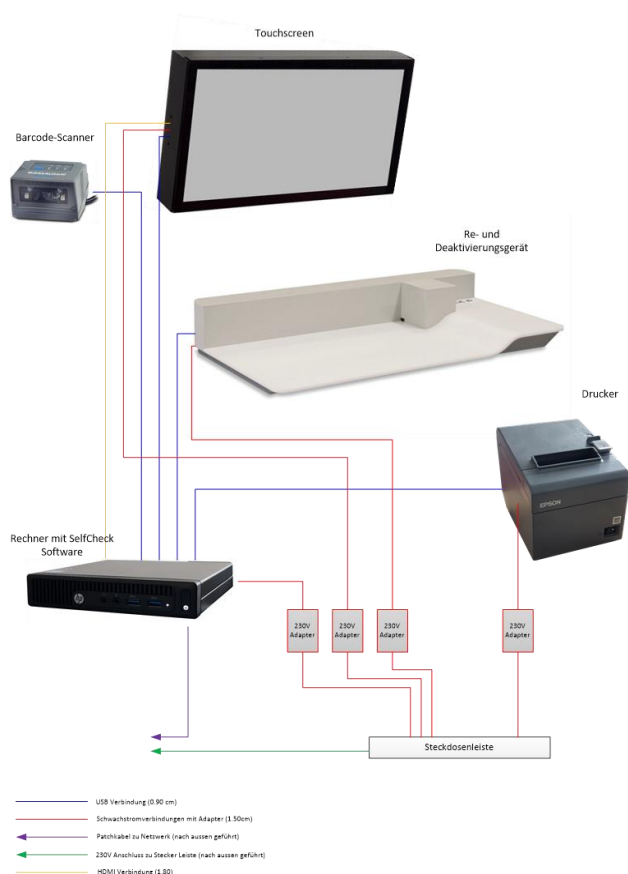 Touchscreen
Barcode-Scanner
Re- und
Deaktivierungsgerät
Drucker
EPSON
Rechner mit SelfCheck
Software
hp
230V
Adapter
230V
Adapter
230V
Adapter
230V
Adapter
Steckdosenleiste
USB Verbindung (0.90 cm)
Schwachstromverbindungen mit Adapter (1.50cm)
Patchkabel zu Netzwerk (nach aussen geführt)
230V Anschluss zu Stecker Leiste (nach aussen geführt)
HDMI Verbindung (1.80)